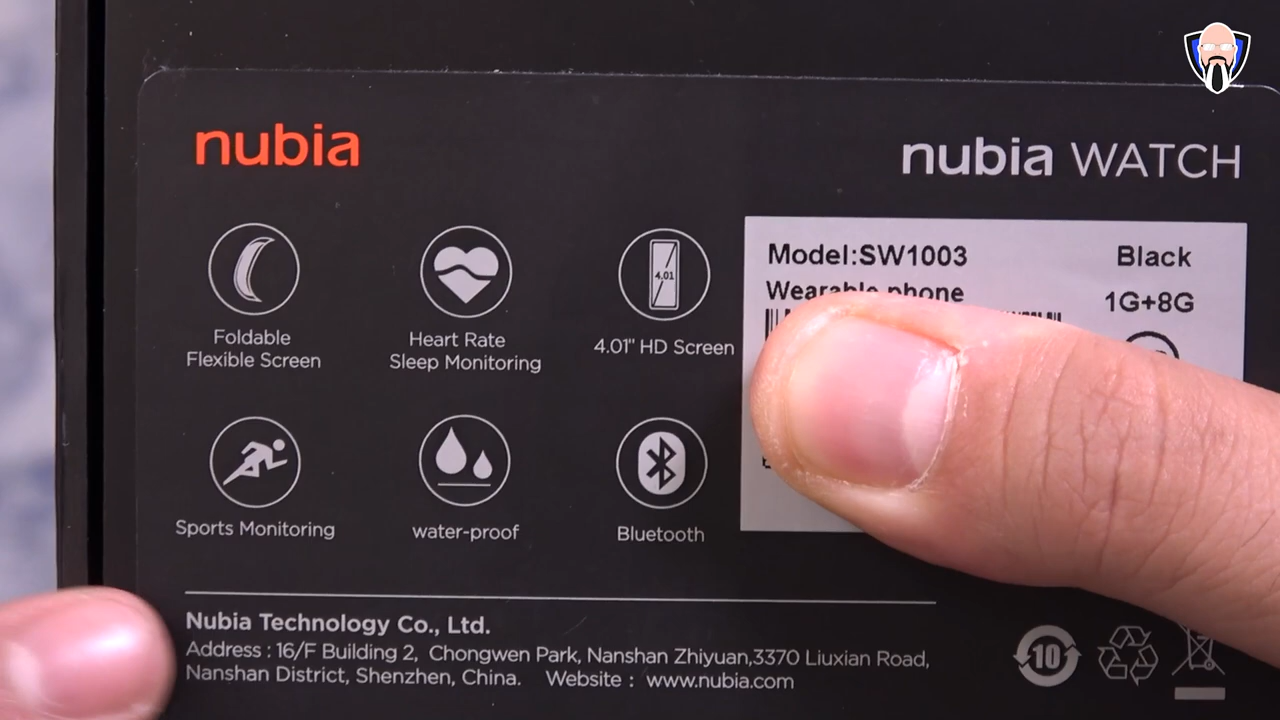 nubia
nubia WATCH
Foldable
Flexible Screen
Heart Rate
Sleep Monitoring
4.01
4.01" HD Screen
Model:SW1003
Black
Wearable phone
1G+8G
Sports Monitoring
water-proof
Bluetooth
Nubia Technology Co., Ltd.
Address : 16/F Building 2, Chongwen Park, Nanshan Zhiyuan,3370 Liuxian Road,
Nanshan District, Shenzhen, China. Website : www.nubia.com
10